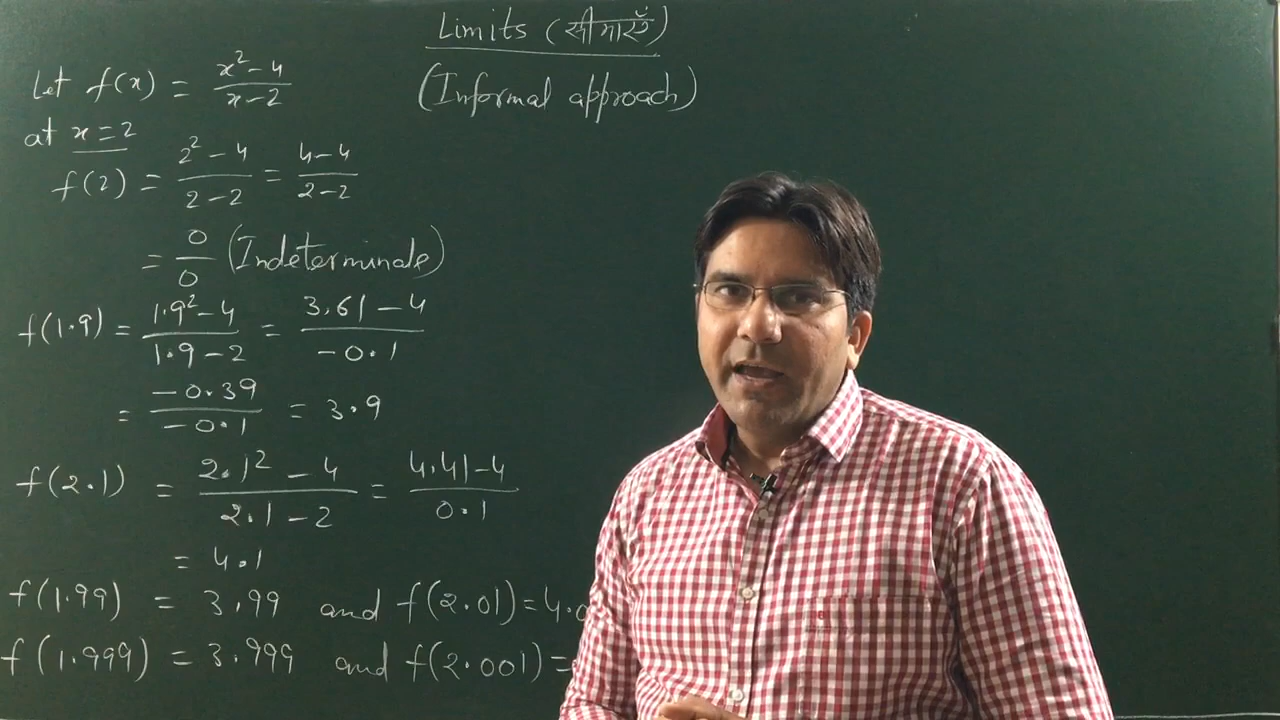 Limits (सीमाएँ)
(Informal approach)
Let f(x) = x² - 4 / x - 2
at x = 2
f(2) = 2² - 4 / 2 - 2 = 4 - 4 / 2 - 2
= 0 / 0 (Indeterminate)
f(1.9) = 1.9² - 4 / 1.9 - 2 = 3.61 - 4 / -0.1
= -0.39 / -0.1 = 3.9
f(2.1) = 2.1² - 4 / 2.1 - 2 = 4.41 - 4 / 0.1
= 4.1
f(1.99) = 3.99 and f(2.01) = 4.0
f(1.999) = 3.999 and f(2.001) =